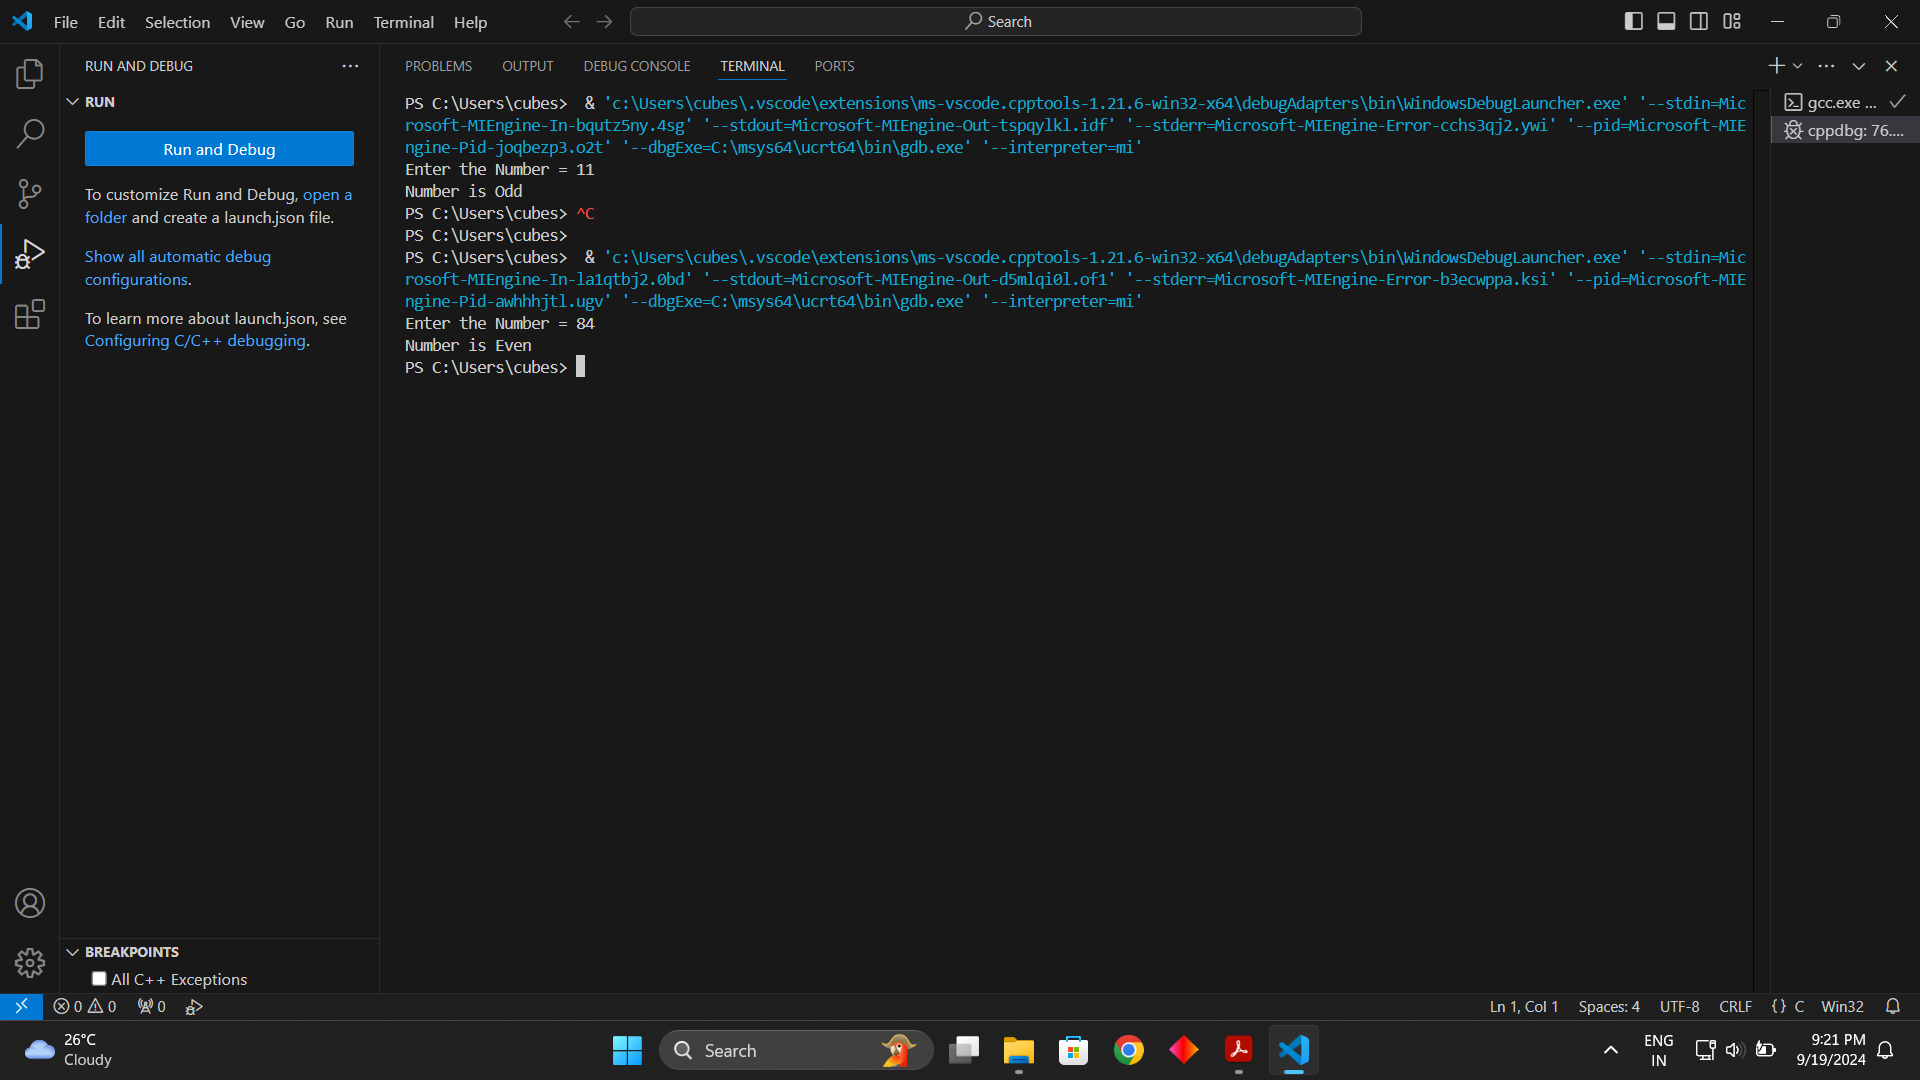 File Edit Selection View Go Run Terminal Help
Search
RUN AND DEBUG
PROBLEMS OUTPUT DEBUG CONSOLE TERMINAL PORTS
RUN
Run and Debug
To customize Run and Debug, open a
folder and create a launch.json file.
Show all automatic debug
configurations.
To learn more about launch.json, see
Configuring C/C++ debugging.
PS C:\Users\cubes>  & 'c:\Users\cubes\.vscode\extensions\ms-vscode.cpptools-1.21.6-win32-x64\debugAdapters\bin\WindowsDebugLauncher.exe' '--stdin=Mic
rosoft-MIEngine-In-bqutz5ny.4sg' '--stdout=Microsoft-MIEngine-Out-tspqylkl.idf' '--stderr=Microsoft-MIEngine-Error-cchs3qj2.ywi' '--pid=Microsoft-MIE
ngine-Pid-joqbezp3.o2t' '--dbgExe=C:\msys64\ucrt64\bin\gdb.exe' '--interpreter=mi'
Enter the Number = 11
Number is Odd
PS C:\Users\cubes> ^C
PS C:\Users\cubes>
PS C:\Users\cubes>  & 'c:\Users\cubes\.vscode\extensions\ms-vscode.cpptools-1.21.6-win32-x64\debugAdapters\bin\WindowsDebugLauncher.exe' '--stdin=Mic
rosoft-MIEngine-In-la1qtbj2.0bd' '--stdout=Microsoft-MIEngine-Out-d5mlqi0l.of1' '--stderr=Microsoft-MIEngine-Error-b3ecwppa.ksi' '--pid=Microsoft-MIE
ngine-Pid-awhhhjtl.ugv' '--dbgExe=C:\msys64\ucrt64\bin\gdb.exe' '--interpreter=mi'
Enter the Number = 84
Number is Even
PS C:\Users\cubes>
gcc.exe ...
cppdbg: 76....
BREAKPOINTS
All C++ Exceptions
0 0 0
Ln 1, Col 1 Spaces: 4 UTF-8 CRLF {} C Win32
26°C
Cloudy
Search
ENG
IN
9:21 PM
9/19/2024